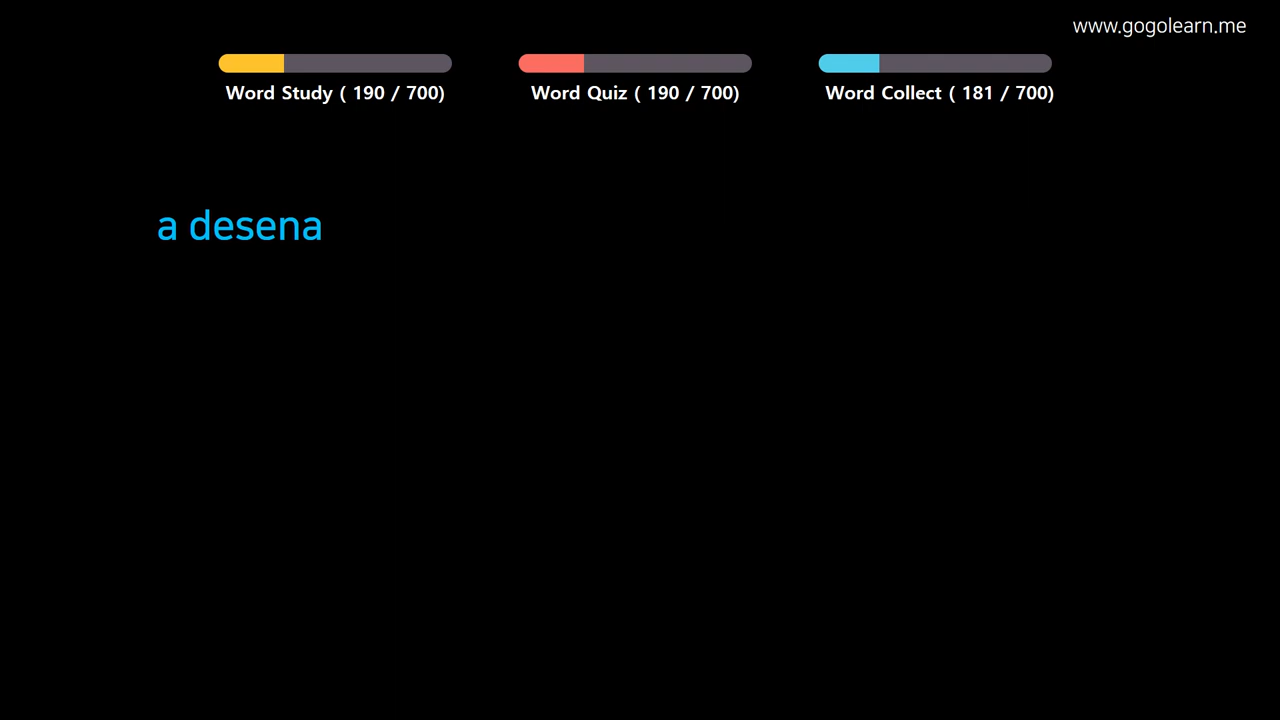 www.gogolearn.me
Word Study ( 190 / 700)
Word Quiz ( 190 / 700)
Word Collect ( 181 / 700)
a desena